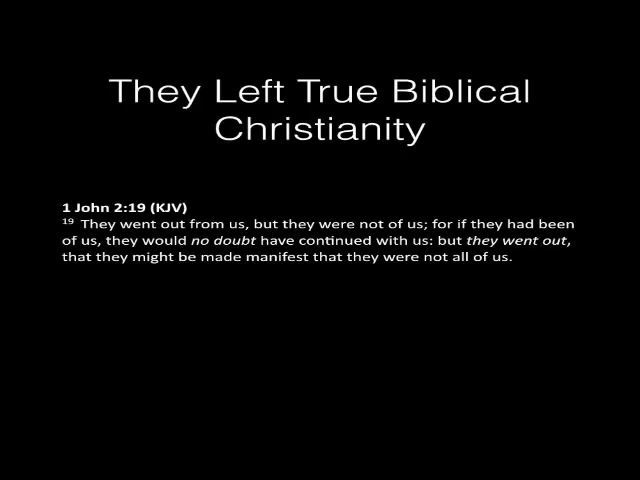 They Left True Biblical
Christianity
1 John 2:19 (KJV)
19 They went out from us, but they were not of us; for if they had been
of us, they would no doubt have continued with us: but they went out,
that they might be made manifest that they were not all of us.